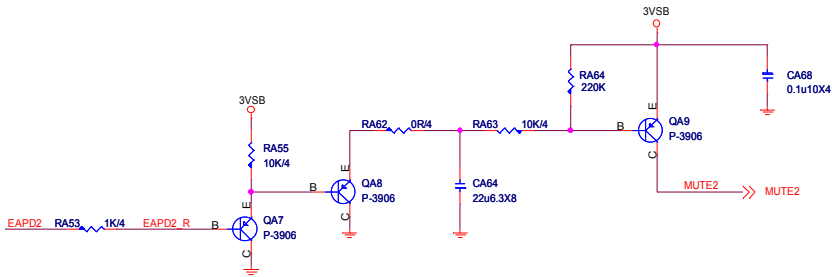 3VSB
RA64
220K
CA68
0.1u10X4
3VSB
RA62
0R/4
RA63
10K/4
B
E
C
QA9
P-3906
RA55
10K/4
B
E
C
QA8
P-3906
CA64
22u6.3X8
MUTE2
MUTE2
EAPD2
RA53
1K/4
EAPD2_R
B
E
C
QA7
P-3906